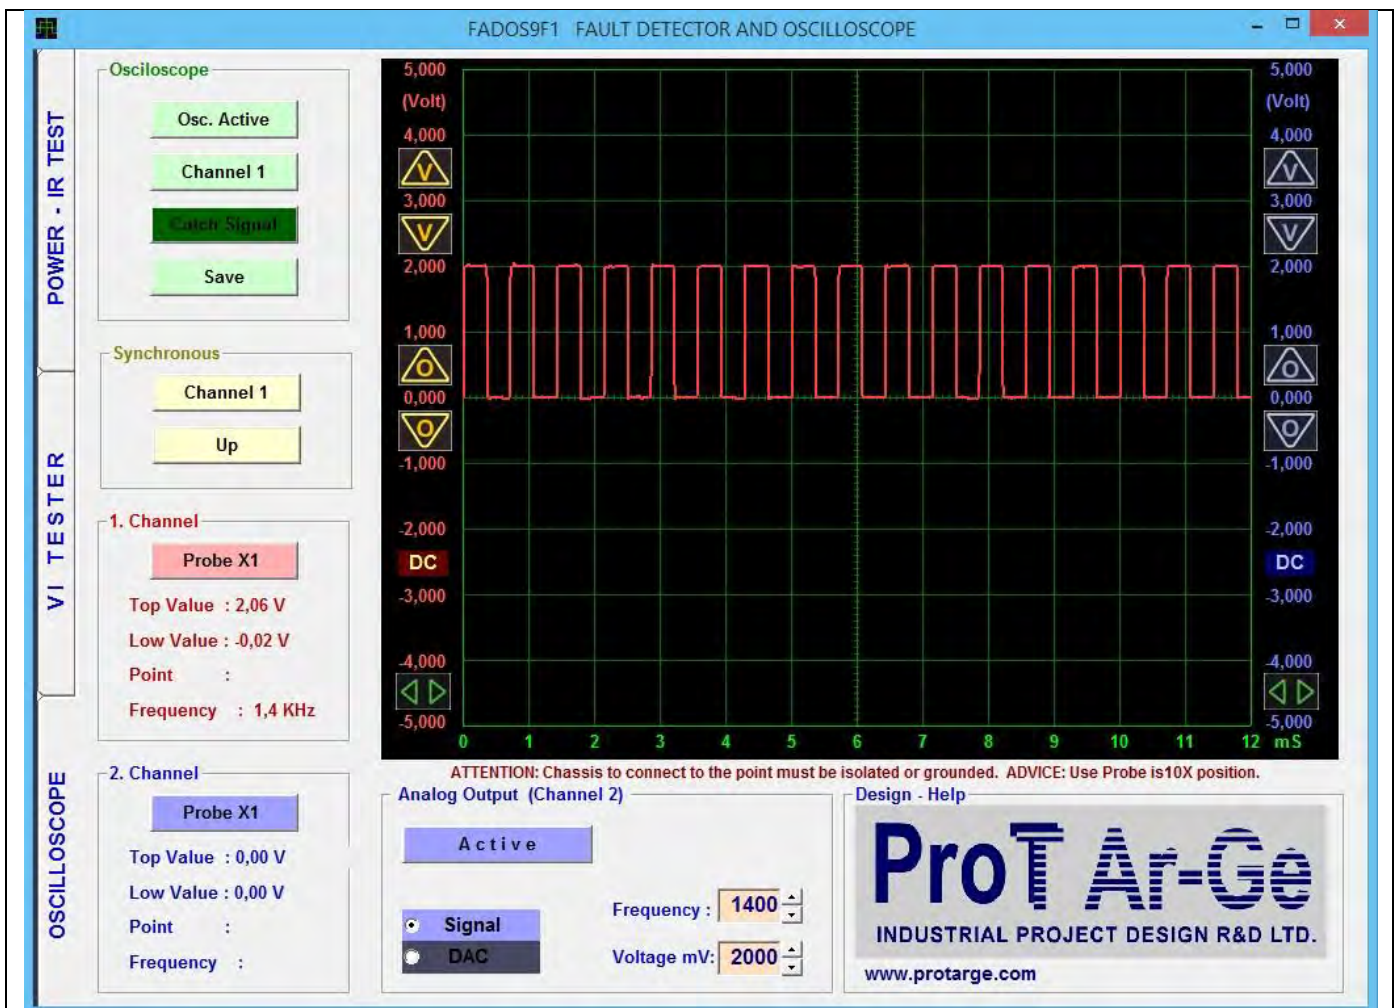 FADOS9F1 FAULT DETECTOR AND OSCILLOSCOPE
POWER - IR TEST
VI TESTER
OSCILLOSCOPE
Osciloscope
Osc. Active
Channel 1
Catch Signal
Save
Synchronous
Channel 1
Up
1. Channel
Probe X1
Top Value : 2,06 V
Low Value : -0,02 V
Point :
Frequency : 1,4 KHz
2. Channel
Probe X1
Top Value : 0,00 V
Low Value : 0,00 V
Point :
Frequency :
5,000
(Volt)
4,000
V
3,000
V
2,000
1,000
O
0,000
O
-1,000
-2,000
DC
-3,000
-4,000
-5,000
0 1 2 3 4 5 6 7 8 9 10 11 12 mS
5,000
(Volt)
4,000
V
3,000
V
2,000
1,000
O
0,000
O
-1,000
-2,000
DC
-3,000
-4,000
-5,000
ATTENTION: Chassis to connect to the point must be isolated or grounded. ADVICE: Use Probe is10X position.
Analog Output (Channel 2)
Active
Signal
DAC
Frequency : 1400
Voltage mV: 2000
Design - Help
ProT Ar-Ge
INDUSTRIAL PROJECT DESIGN R&D LTD.
www.protarge.com